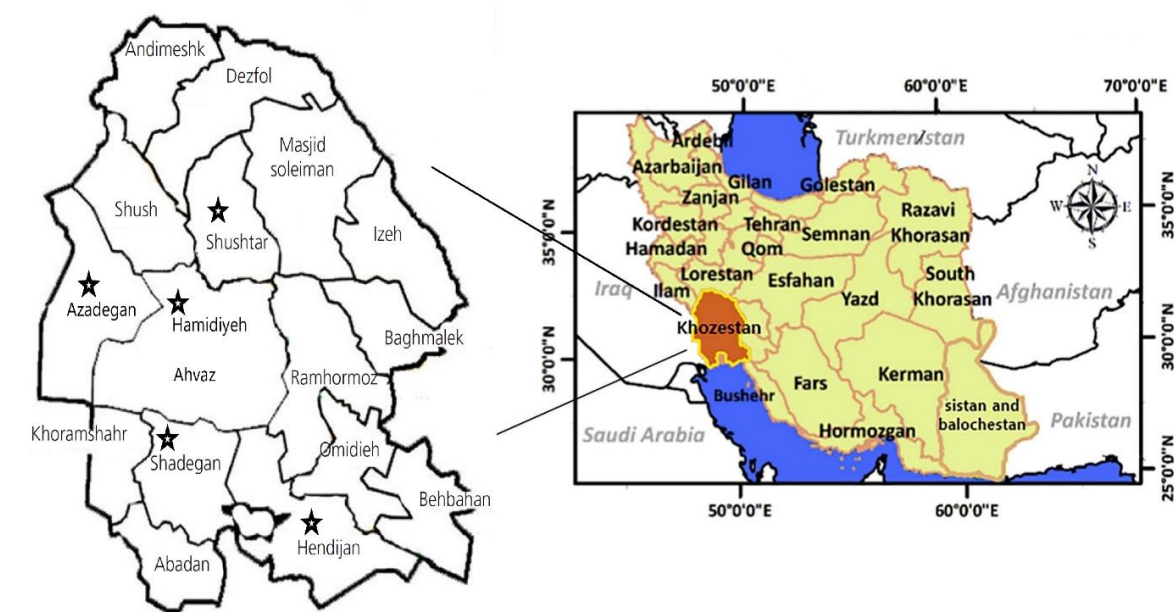 Andimeshk
Dezfol
Masjid
soleiman
Shush
Shushtar
Izeh
Azadegan
Hamidiyeh
Baghmalek
Ahvaz
Ramhormoz
Khoramshahr
Shadegan
Omidieh
Behbahan
Hendijan
Abadan
50°0'0"E
60°0'0"E
70°0'0"E
Ardebil
Turkmenistan
Azarbaijan
Gilan
Golestan
Zanjan
N
W
E
S
35°0'0"N
35°0'0"N
Kordestan
Tehran
Razavi
Khorasan
Semnan
Hamadan
Qom
Lorestan
Esfahan
South
Khorasan
Iraq
Ilam
Yazd
Afghanistan
Khozestan
30°0'0"N
30°0'0"N
Bushehr
Fars
Kerman
sistan and
balochestan
Pakistan
Saudi Arabia
Hormozgan
25°0'0"N
50°0'0"E
60°0'0"E